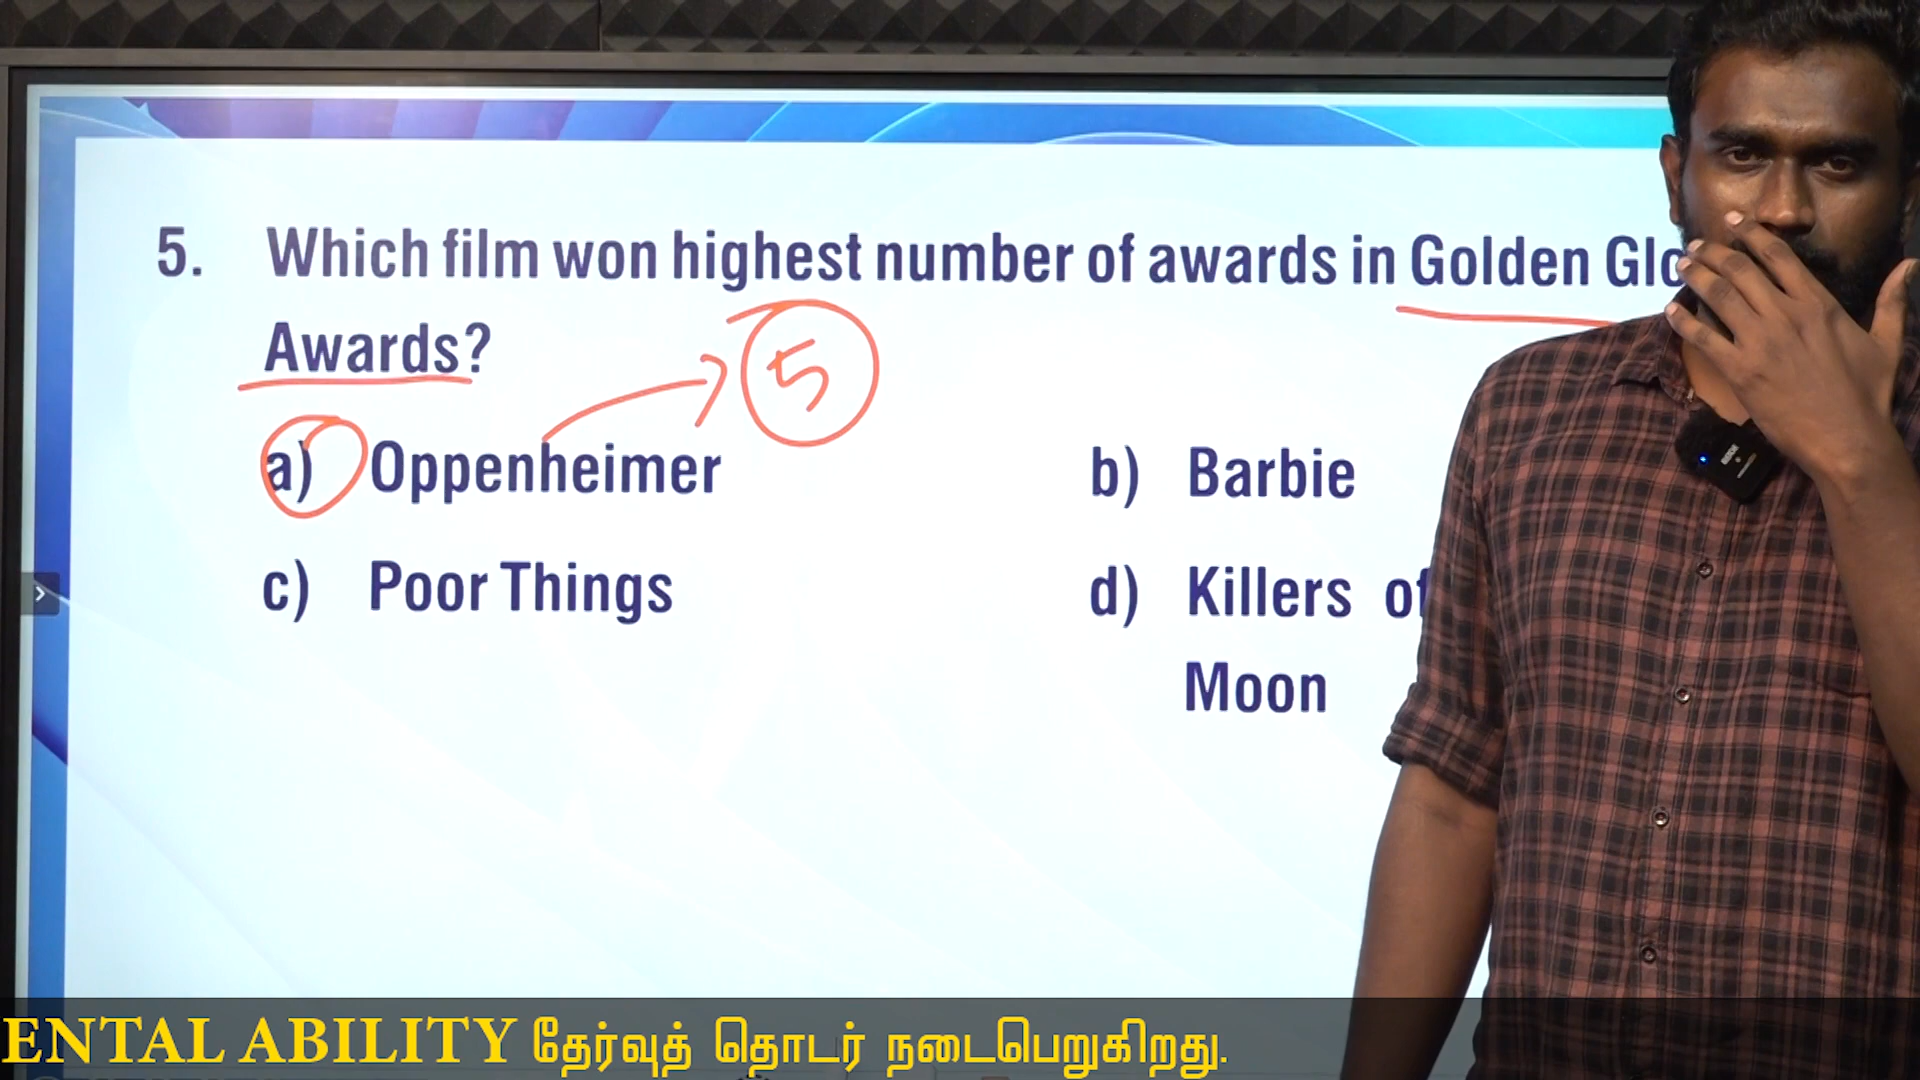 5. Which film won highest number of awards in Golden Glo
Awards?
5
a) Oppenheimer b) Barbie
c) Poor Things d) Killers of
Moon
ENTAL ABILITY தேர்வுத் தொடர் நடைபெறுகிறது.